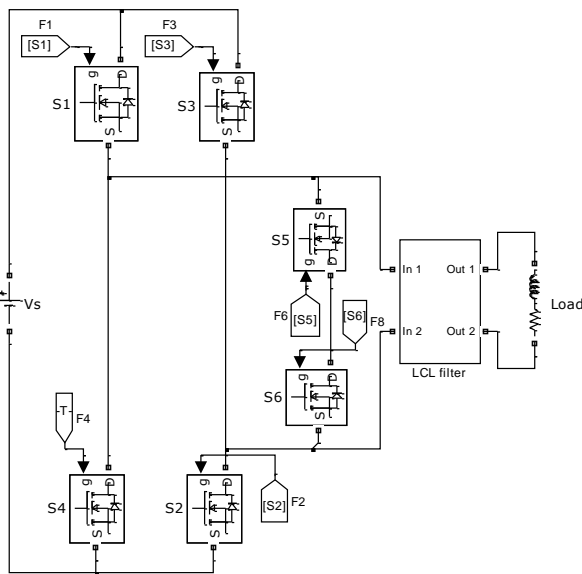 F1
F3
[S1]
[S3]
g
D
g
D
S1
S3
S
S
S
S5
D
g
In 1
Out 1
Vs
F6
[S5]
[S6]
F8
Load
In 2
Out 2
LCL filter
g
D
S6
S
-T-
F4
g
D
g
D
S4
S2
[S2]
F2
S
S